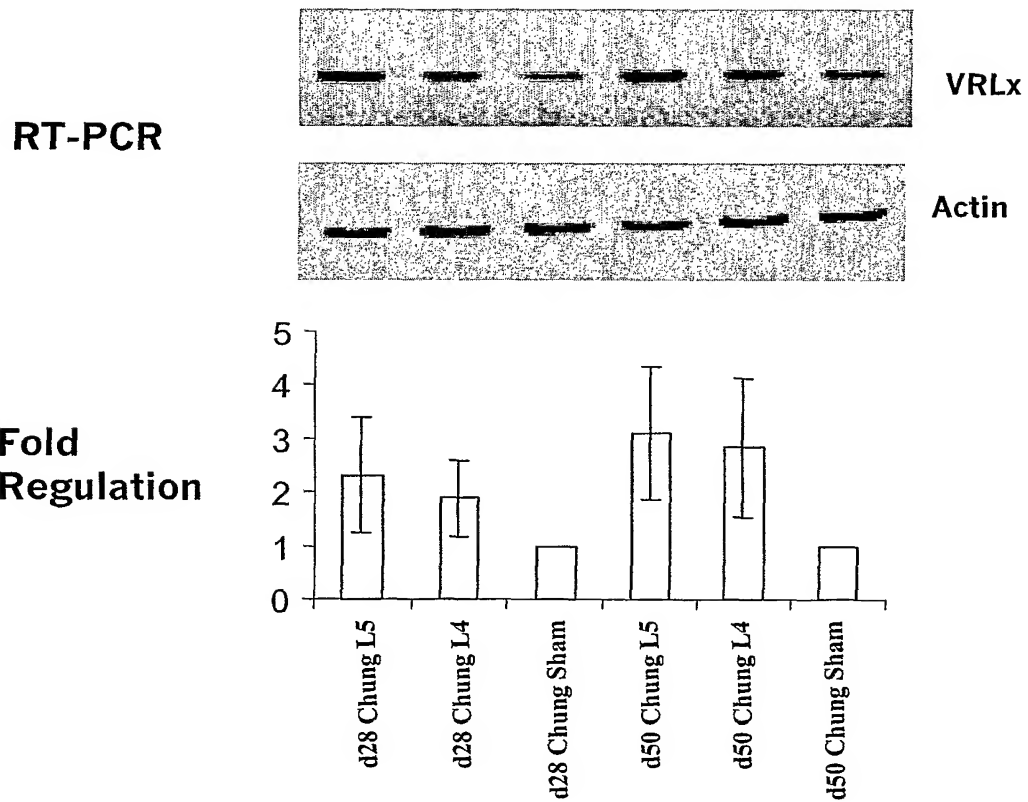 VRLx
RT-PCR
Actin
5
4
3
2
1
0
Fold
Regulation
d28 Chung L5
d28 Chung L4
d28 Chung Sham
d50 Chung L5
d50 Chung L4
d50 Chung Sham